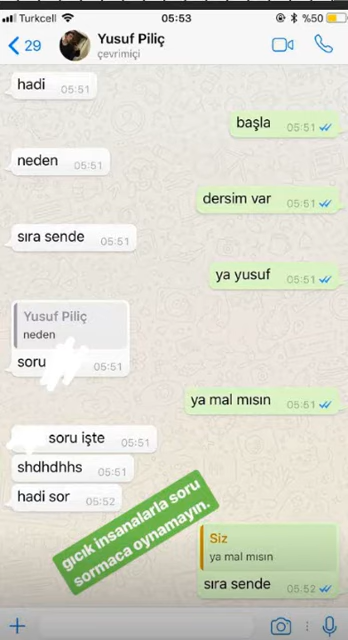 Turkcell 05:53 %50
29 Yusuf Piliç
çevrimiçi
hadi 05:51
başla 05:51
neden 05:51
dersim var 05:51
sıra sende 05:51
ya yusuf 05:51
Yusuf Piliç
neden
soru 05:51
ya mal mısın 05:51
soru işte 05:51
shdhdhhs 05:51
hadi sor 05:52
gıcık insanalarla soru
sormaca oynamayın.
Siz
ya mal mısın
sıra sende 05:52